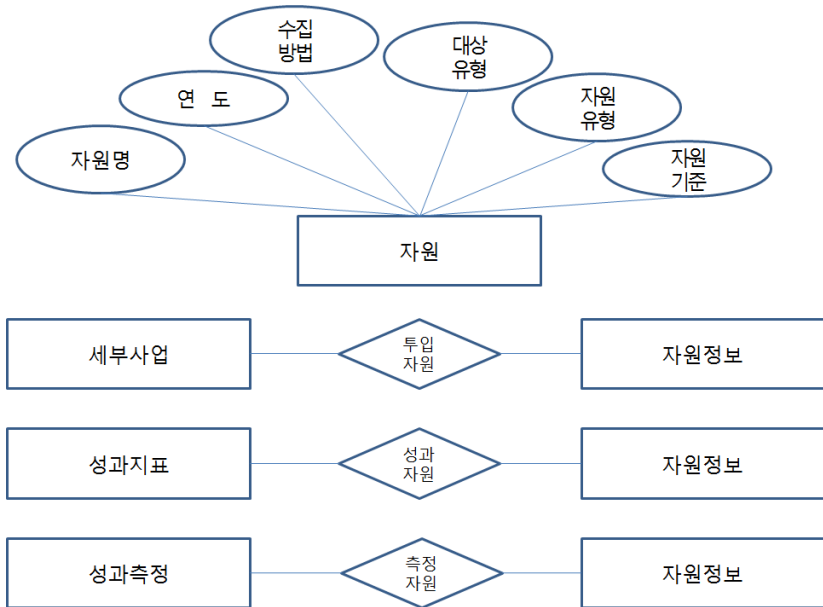 수집
방법
대상
유형
연 도
자원
유형
자원명
자원
기준
자원
세부사업
투입
자원
자원정보
성과지표
성과
자원
자원정보
성과측정
측정
자원
자원정보